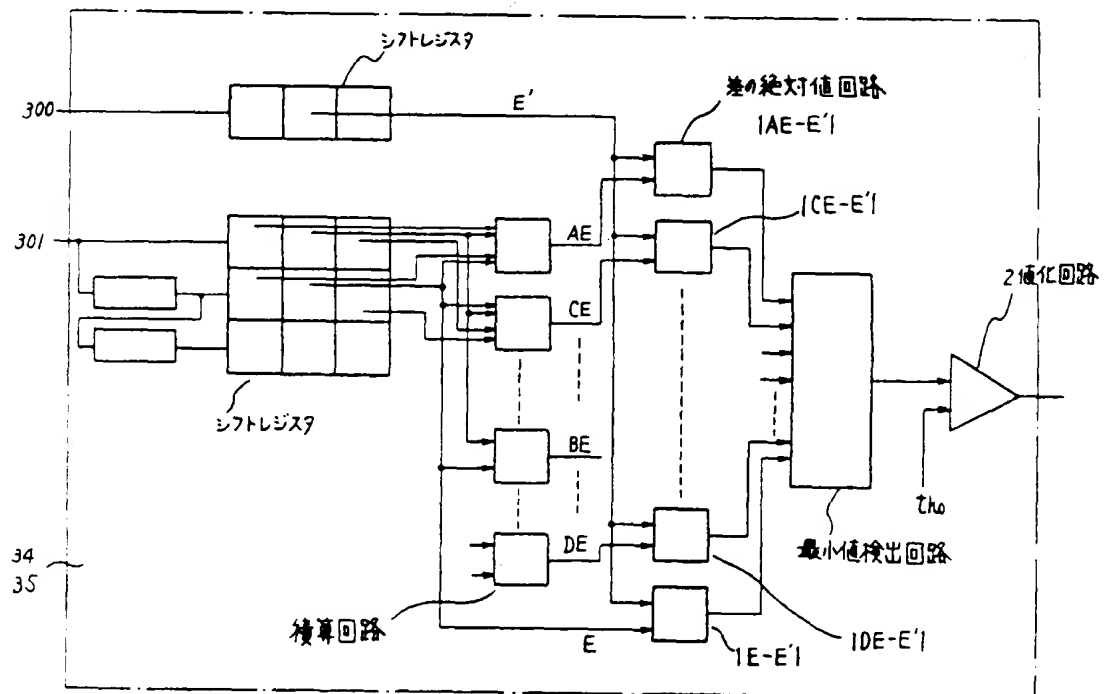 シフトレジスタ
300
E'
差の絶対値回路
|AE-E'|
|CE-E'|
301
AE
CE
2値化回路
シフトレジスタ
BE
th₀
DE
最小値検出回路
34
35
積算回路
E
|E-E'|
|DE-E'|